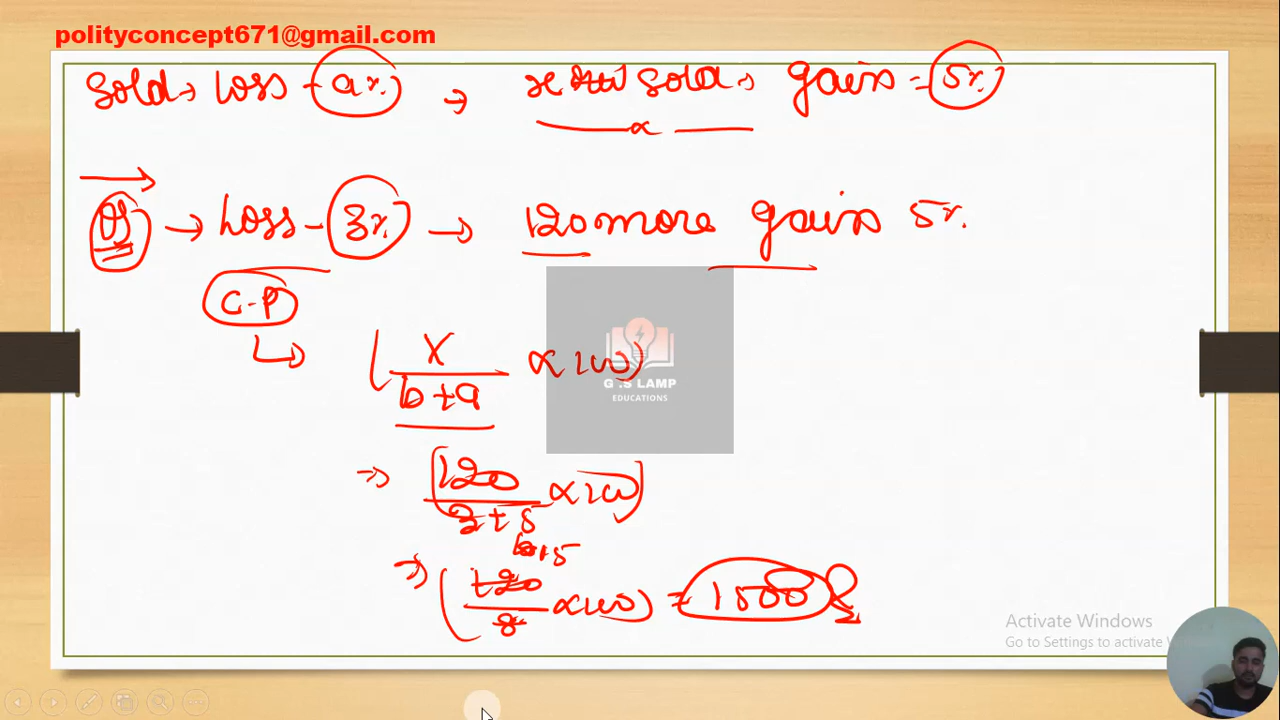 polityconcept671@gmail.com
Sold → Loss - a% → sold → gain = 5%
x
Q → Loss - 3% → 120 more gain 5%
C.P
↳ (X / b + a × 100)
G .S LAMP
EDUCATIONS
⇒ (120 / 3 + 5 × 100)
15
⇒ (120 / 8 × 100) = 1500
Activate Windows
Go to Settings to activate W